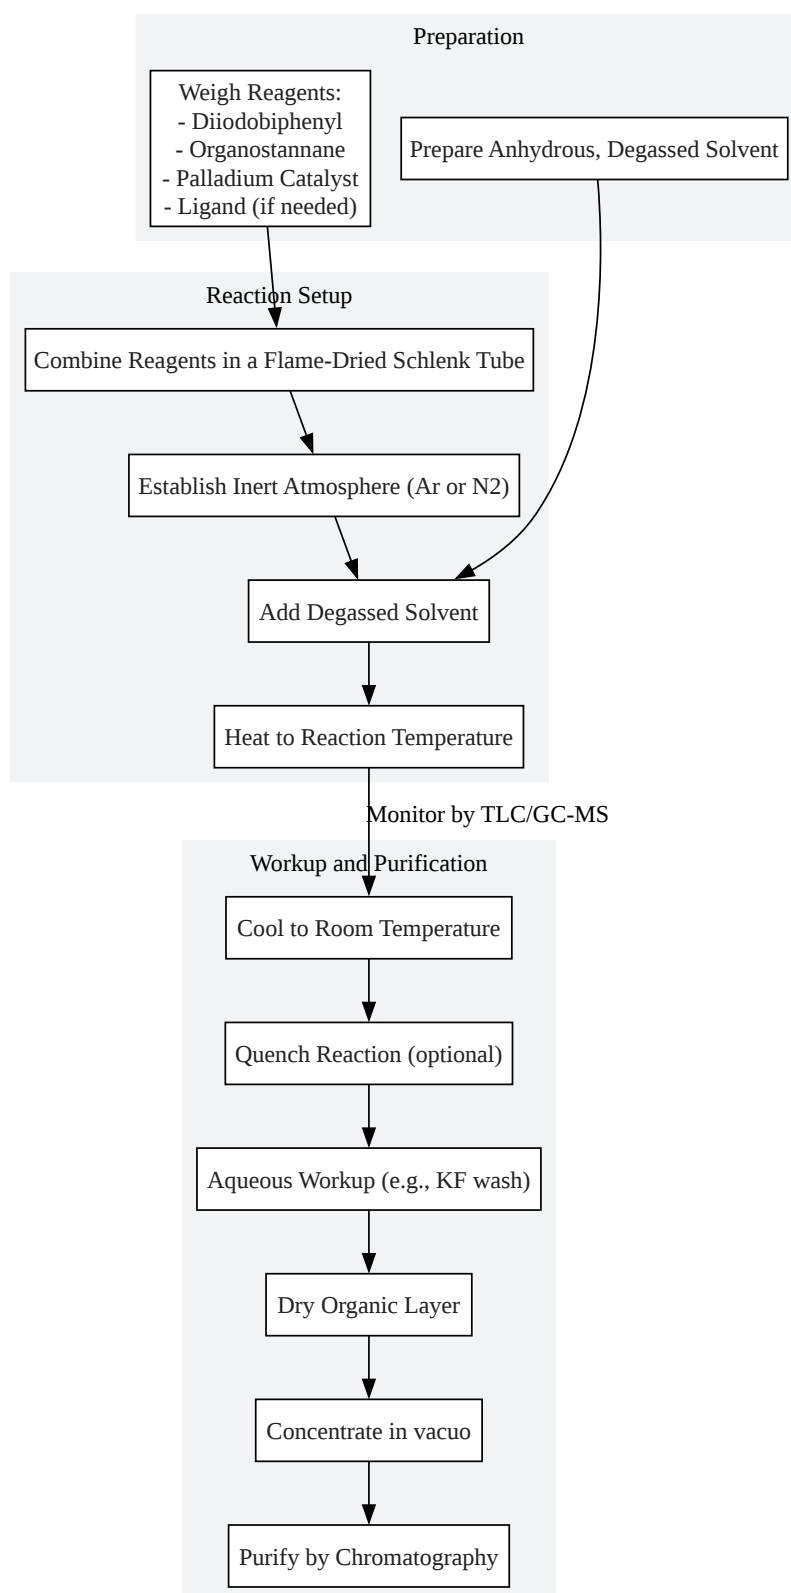 Preparation
Weigh Reagents:
- Diiodobiphenyl
- Organostannane
- Palladium Catalyst
- Ligand (if needed)
Prepare Anhydrous, Degassed Solvent
Reaction Setup
Combine Reagents in a Flame-Dried Schlenk Tube
Establish Inert Atmosphere (Ar or N2)
Add Degassed Solvent
Heat to Reaction Temperature
Monitor by TLC/GC-MS
Workup and Purification
Cool to Room Temperature
Quench Reaction (optional)
Aqueous Workup (e.g., KF wash)
Dry Organic Layer
Concentrate in vacuo
Purify by Chromatography